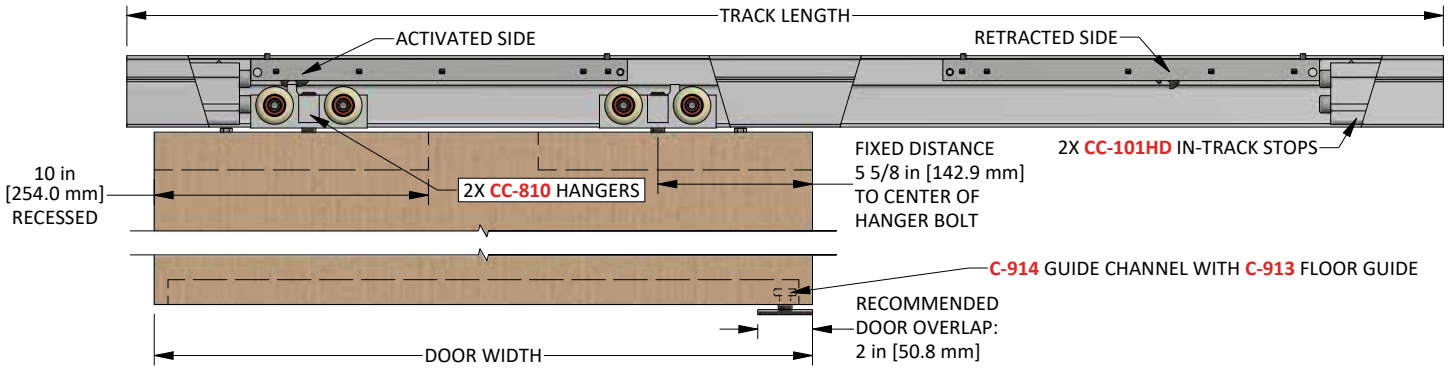 TRACK LENGTH
ACTIVATED SIDE
RETRACTED SIDE
2X CC-101HD IN-TRACK STOPS
10 in
[254.0 mm]
RECESSED
2X CC-810 HANGERS
FIXED DISTANCE
5 5/8 in [142.9 mm]
TO CENTER OF
HANGER BOLT
C-914 GUIDE CHANNEL WITH C-913 FLOOR GUIDE
RECOMMENDED
DOOR OVERLAP:
2 in [50.8 mm]
DOOR WIDTH